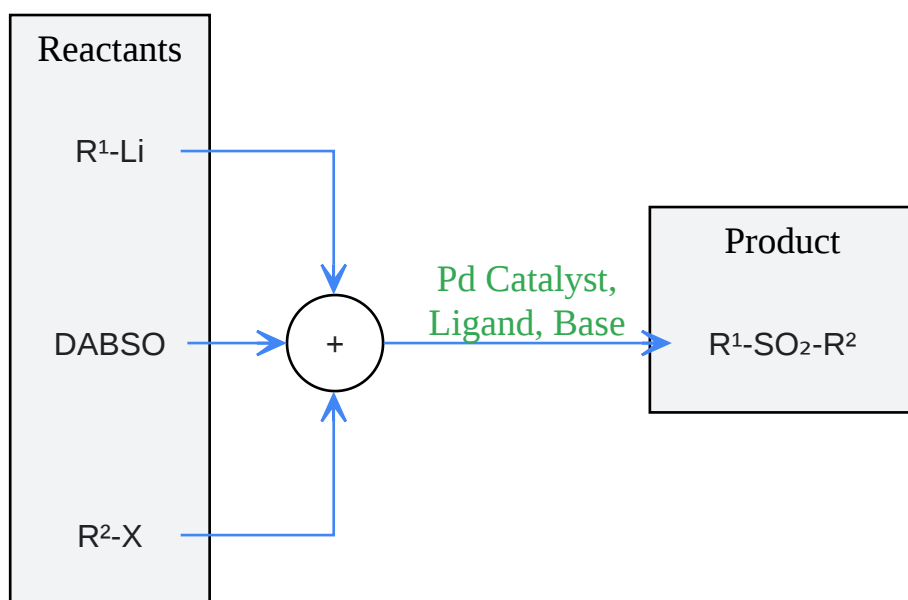 Reactants
R¹-Li
DABSO
R²-X
+
Pd Catalyst,
Ligand, Base
Product
R¹-SO₂-R²